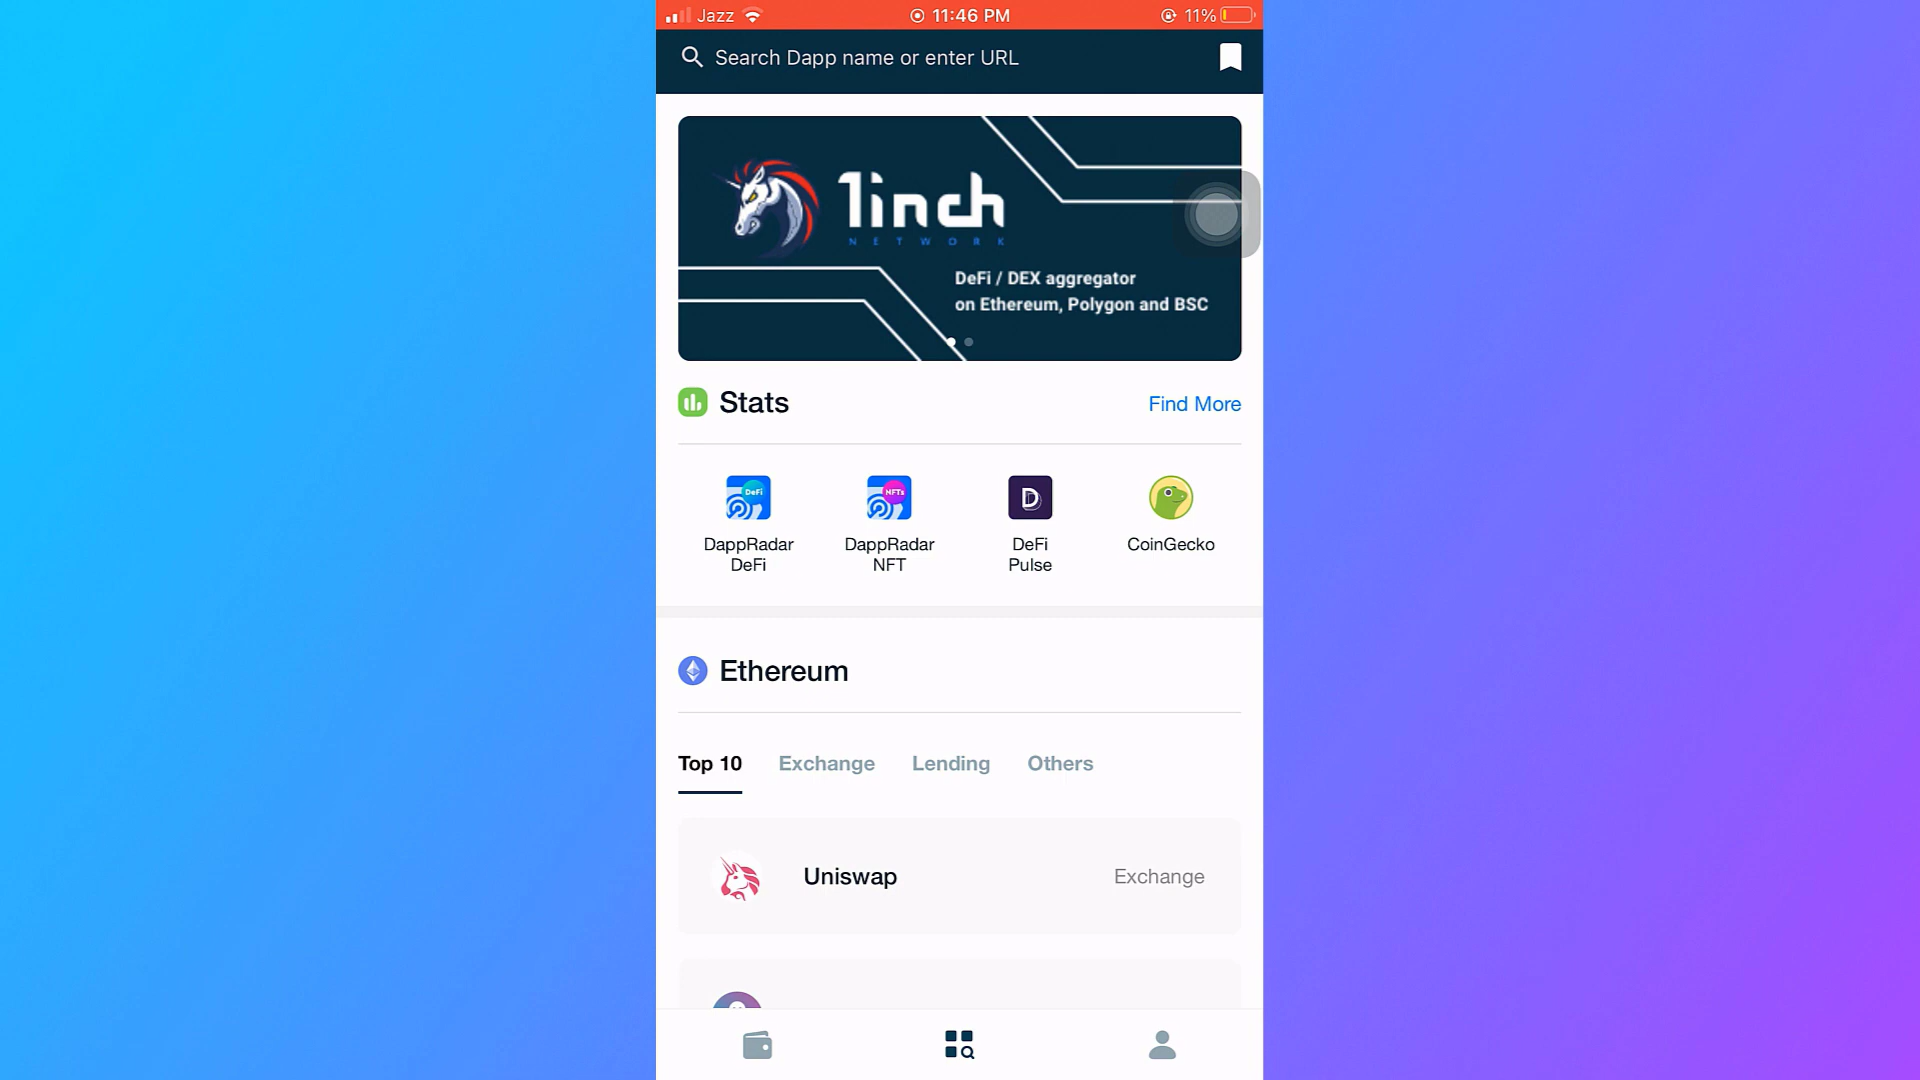 Jazz 11:46 PM 11%
Search Dapp name or enter URL
1inch
NETWORK
DeFi / DEX aggregator
on Ethereum, Polygon and BSC
Stats Find More
DeFi NFTs D
DappRadar DeFi
DappRadar NFT
DeFi Pulse
CoinGecko
Ethereum
Top 10 Exchange Lending Others
Uniswap Exchange